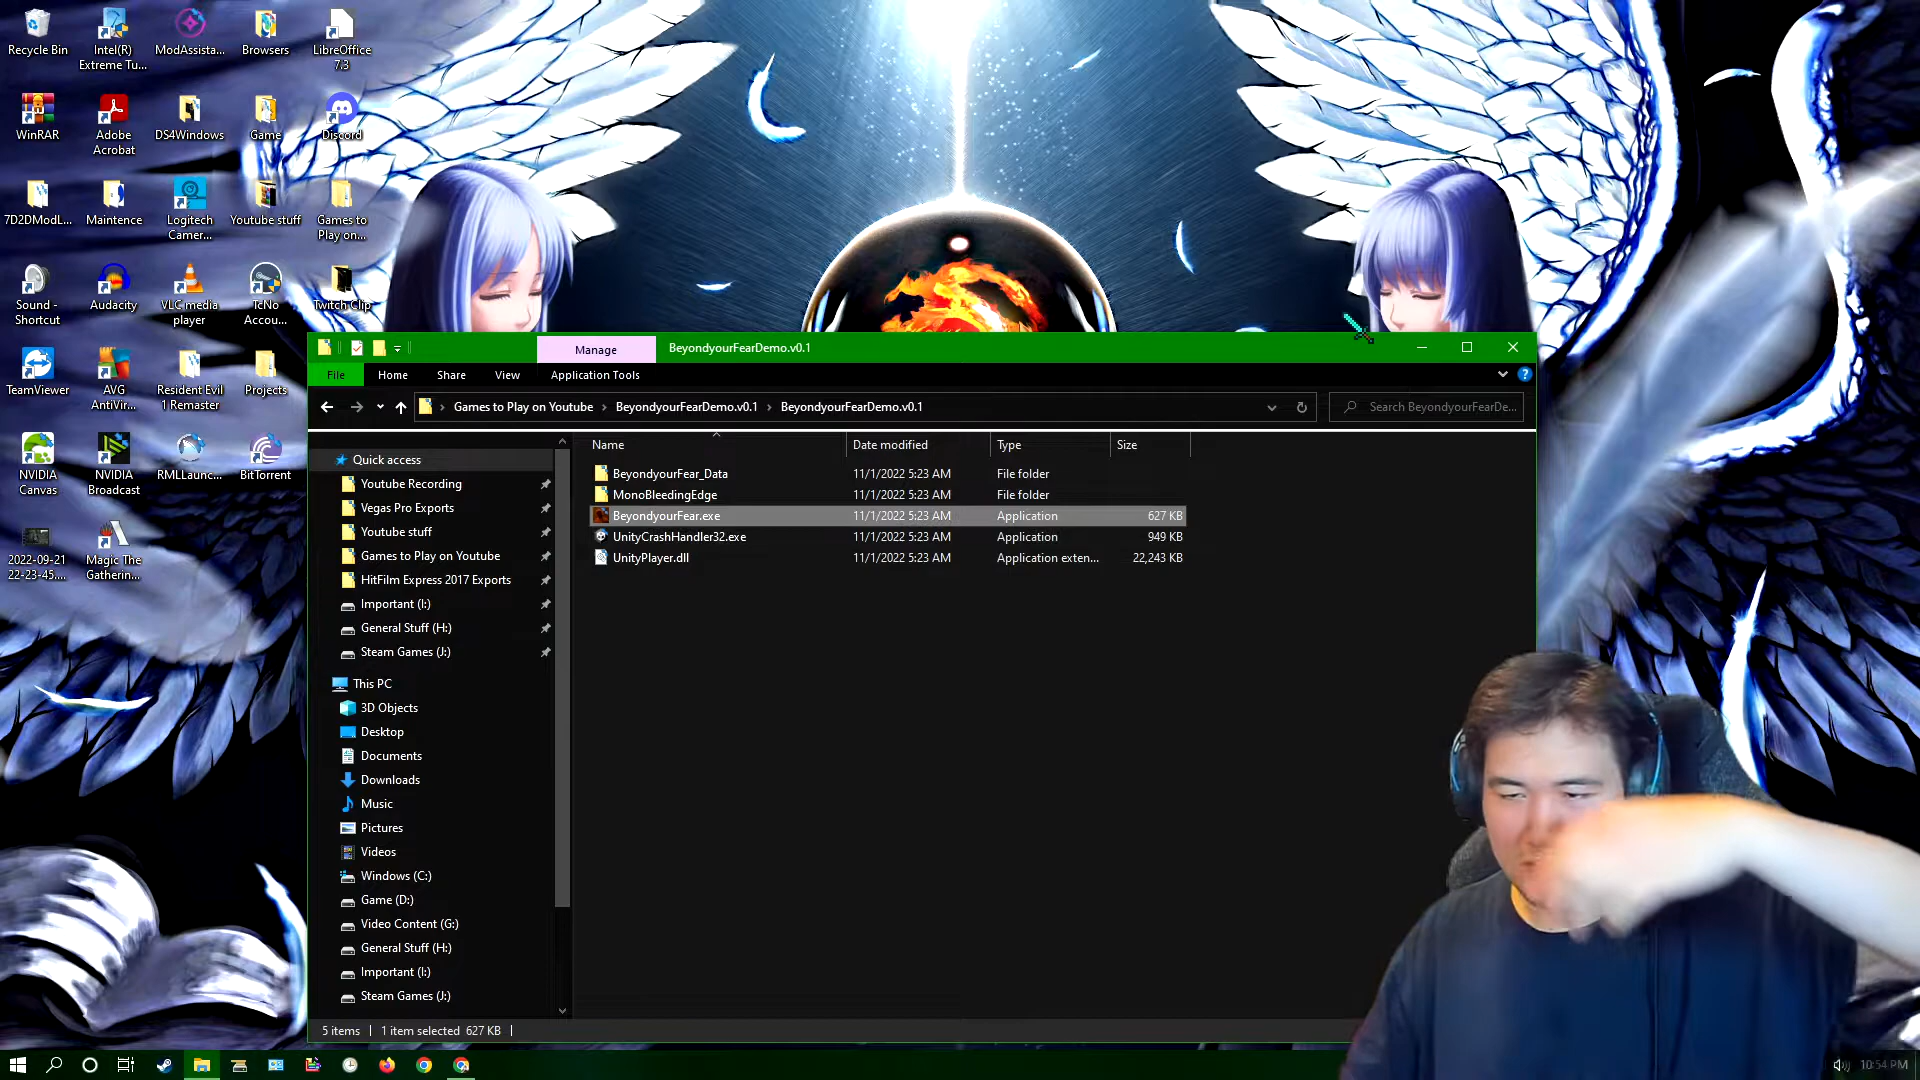 Recycle Bin
Intel(R)
Extreme Tu...
ModAssista...
Browsers
LibreOffice
7.3
WinRAR
Adobe
Acrobat
DS4Windows
Game
Discord
7D2DModL...
Maintence
Logitech
Camer...
Youtube stuff
Games to
Play on...
Sound -
Shortcut
Audacity
VLC media
player
TcNo
Accou...
Twitch Clip
TeamViewer
AVG
AntiVir...
Resident Evil
1 Remaster
Projects
NVIDIA
Canvas
NVIDIA
Broadcast
RMLLaunc...
BitTorrent
2022-09-21
22-23-45....
Magic The
Gatherin...
Manage
BeyondyourFearDemo.v0.1
File
Home
Share
View
Application Tools
Games to Play on Youtube
BeyondyourFearDemo.v0.1
BeyondyourFearDemo.v0.1
Search BeyondyourFearDe...
Name
Date modified
Type
Size
BeyondyourFear_Data 11/1/2022 5:23 AM File folder
MonoBleedingEdge 11/1/2022 5:23 AM File folder
BeyondyourFear.exe 11/1/2022 5:23 AM Application 627 KB
UnityCrashHandler32.exe 11/1/2022 5:23 AM Application 949 KB
UnityPlayer.dll 11/1/2022 5:23 AM Application exten... 22,243 KB
Quick access
Youtube Recording
Vegas Pro Exports
Youtube stuff
Games to Play on Youtube
HitFilm Express 2017 Exports
Important (I:)
General Stuff (H:)
Steam Games (J:)
This PC
3D Objects
Desktop
Documents
Downloads
Music
Pictures
Videos
Windows (C:)
Game (D:)
Video Content (G:)
General Stuff (H:)
Important (I:)
Steam Games (J:)
5 items
1 item selected 627 KB
10:54 PM